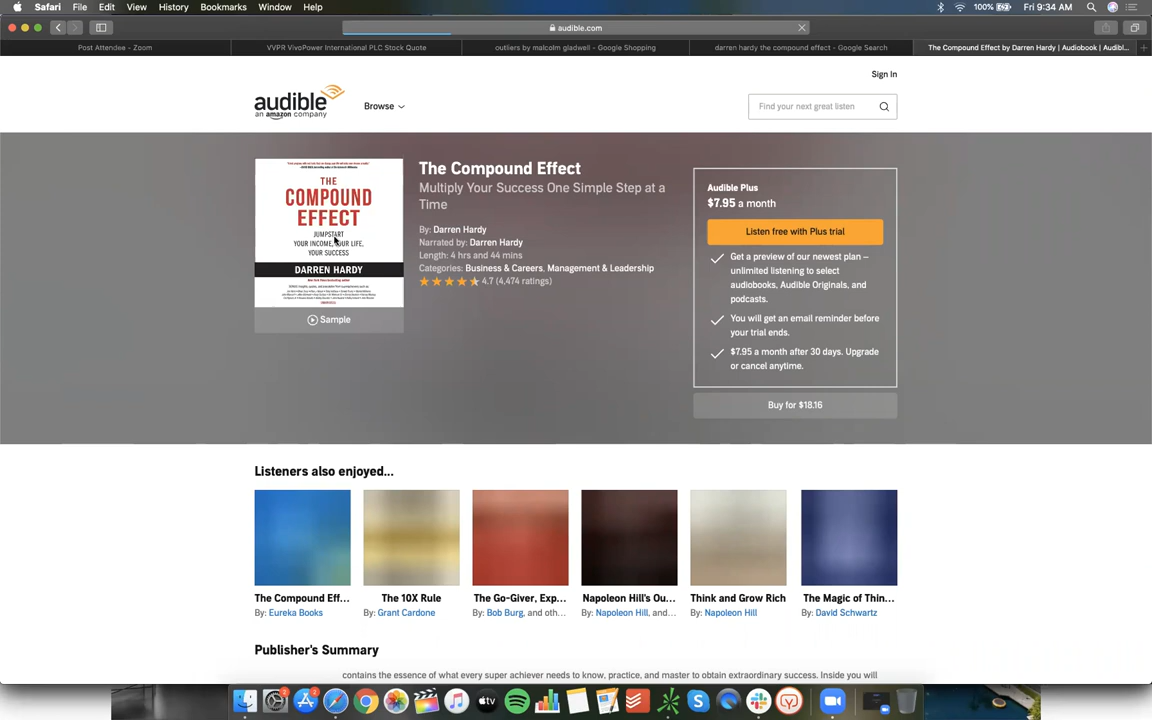 Safari File Edit View History Bookmarks Window Help 100% Fri 9:34 AM
audible.com
Post Attendee - Zoom VVPR VivoPower International PLC Stock Quote outliers by malcolm gladwell - Google Shopping darren hardy the compound effect - Google Search The Compound Effect by Darren Hardy | Audiobook | Audibl...
Sign In
audible
an amazon company
Browse
Find your next great listen
THE
COMPOUND
EFFECT
JUMPSTART
YOUR INCOME, YOUR LIFE,
YOUR SUCCESS
DARREN HARDY
Sample
The Compound Effect
Multiply Your Success One Simple Step at a
Time
By: Darren Hardy
Narrated by: Darren Hardy
Length: 4 hrs and 44 mins
Categories: Business & Careers, Management & Leadership
4.7 (4,474 ratings)
Audible Plus
$7.95 a month
Listen free with Plus trial
Get a preview of our newest plan –
unlimited listening to select
audiobooks, Audible Originals, and
podcasts.
You will get an email reminder before
your trial ends.
$7.95 a month after 30 days. Upgrade
or cancel anytime.
Buy for $18.16
Listeners also enjoyed...
The Compound Eff... The 10X Rule The Go-Giver, Exp... Napoleon Hill's Ou... Think and Grow Rich The Magic of Thin...
By: Eureka Books By: Grant Cardone By: Bob Burg, and oth... By: Napoleon Hill, and... By: Napoleon Hill By: David Schwartz
Publisher's Summary
contains the essence of what every super achiever needs to know, practice, and master to obtain extraordinary success. Inside you will